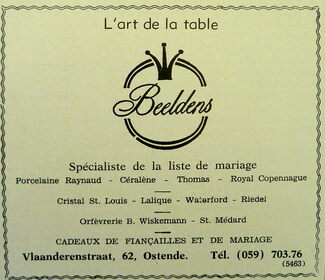 L'art de la table
Beeldens
Spécialiste de la liste de mariage
Porcelaine Raynaud - Céralène - Thomas - Royal Copennague
Cristal St. Louis - Lalique - Waterford - Riedel
Orfèvrerie B. Wiskemann - St. Médard
CADEAUX DE FIANÇAILLES ET DE MARIAGE
Vlaanderenstraat, 62, Ostende. Tél. (059) 703.76
(5463)